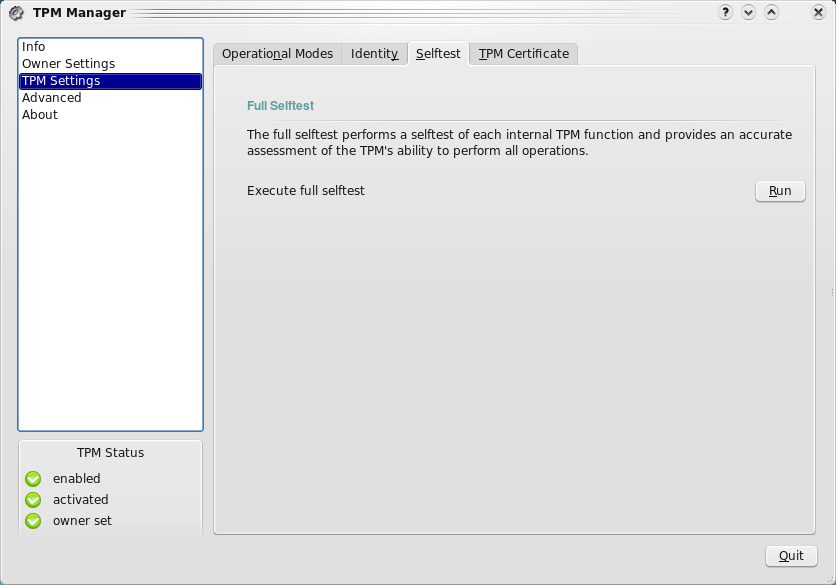 TPM Manager
?
Info
Owner Settings
TPM Settings
Advanced
About
Operational Modes
Identity
Selftest
TPM Certificate
Full Selftest
The full selftest performs a selftest of each internal TPM function and provides an accurate
assessment of the TPM's ability to perform all operations.
Execute full selftest
Run
TPM Status
enabled
activated
owner set
Quit